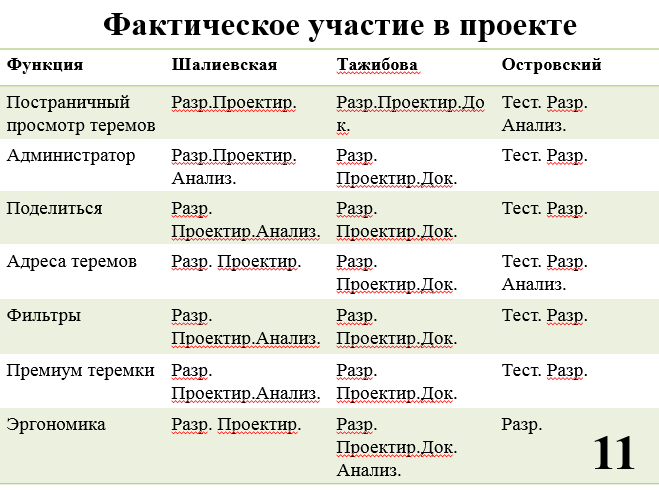 Фактическое участие в проекте
Функция Шалиевская Тажибова Островский
Постраничный Разр.Проектир. Разр.Проектир.До Тест. Разр.
просмотр теремов к. Анализ.
Администратор Разр.Проектир. Разр. Тест. Разр.
Анализ. Проектир.Док.
Поделиться Разр. Разр. Тест. Разр.
Проектир.Анализ. Проектир.Док.
Адреса теремов Разр. Проектир. Разр. Тест. Разр.
Проектир.Док. Анализ.
Фильтры Разр. Разр. Тест. Разр.
Проектир.Анализ. Проектир.Док.
Премиум теремки Разр. Разр. Тест. Разр.
Проектир.Анализ. Проектир.Док.
Эргономика Разр. Проектир. Разр. Разр.
Проектир.Док.
Анализ.
11